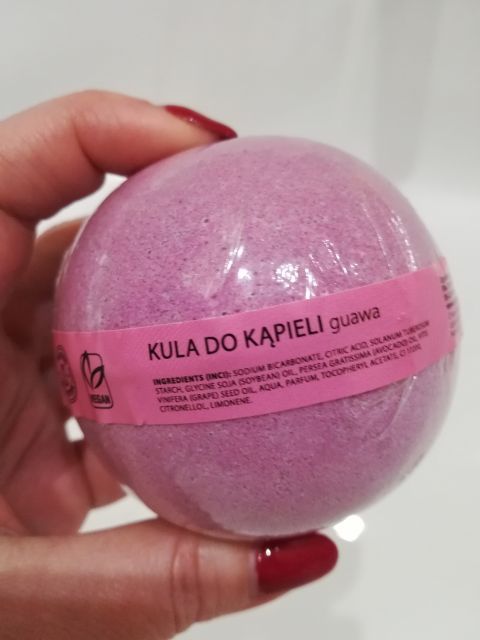 KULA DO KĄPIELI guawa
INGREDIENTS (INCI): SODIUM BICARBONATE, CITRIC ACID, SOLANUM TUBEROSUM
STARCH, GLYCINE SOJA (SOYBEAN) OIL, PERSEA GRATISSIMA (AVOCADO) OIL, VITIS
VINIFERA (GRAPE) SEED OIL, AQUA, PARFUM, TOCOPHERYL ACETATE, CI
CITRONELLOL, LIMONENE.
VEGAN